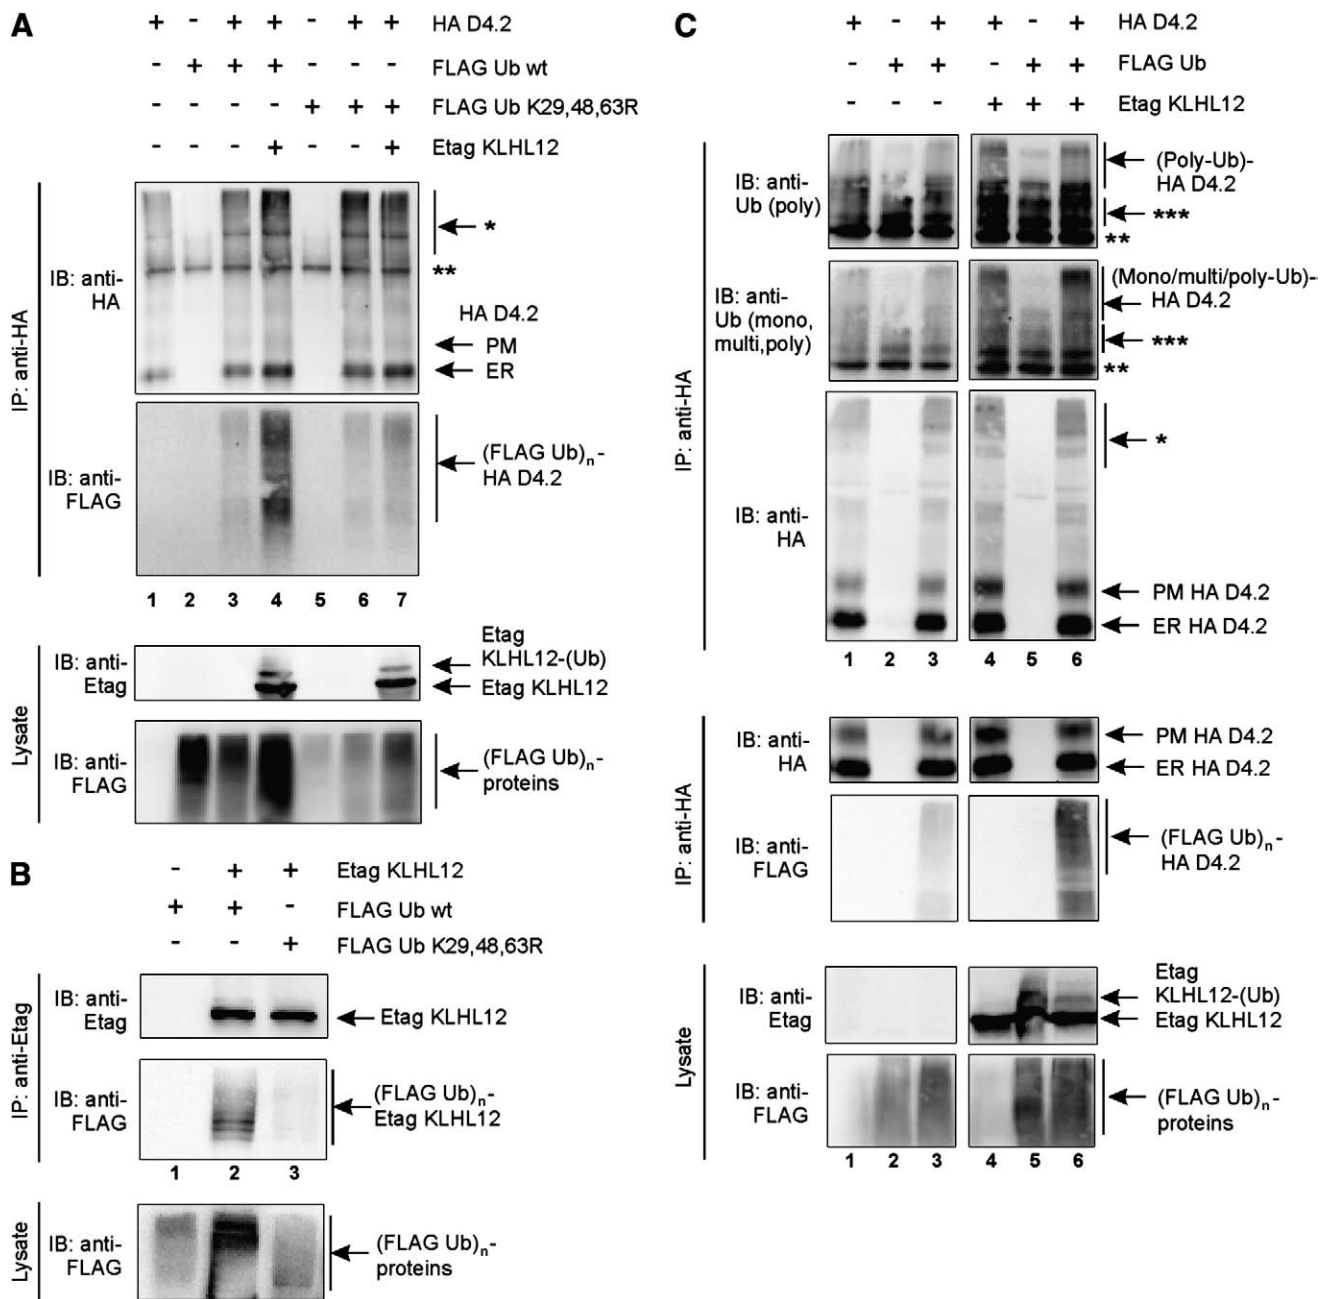 A
+ - + + - + + HA D4.2
- + + + - - - FLAG Ub wt
- - - - + + + FLAG Ub K29,48,63R
- - - + - - + Etag KLHL12
IP: anti-HA
IB: anti-
HA
*
**
HA D4.2
PM
ER
IB: anti-
FLAG
(FLAG Ub)n-
HA D4.2
1 2 3 4 5 6 7
Lysate
IB: anti-
Etag
Etag
KLHL12-(Ub)
Etag KLHL12
IB: anti-
FLAG
(FLAG Ub)n-
proteins
B
- + + Etag KLHL12
+ + - FLAG Ub wt
- - + FLAG Ub K29,48,63R
IP: anti-Etag
IB: anti-
Etag
Etag KLHL12
IB: anti-
FLAG
(FLAG Ub)n-
Etag KLHL12
1 2 3
Lysate
IB: anti-
FLAG
(FLAG Ub)n-
proteins
C
+ - + + - + HA D4.2
- + + - + + FLAG Ub
- - - + + + Etag KLHL12
IP: anti-HA
IB: anti-
Ub (poly)
(Poly-Ub)-
HA D4.2
***
**
IB: anti-
Ub (mono,
multi,poly)
(Mono/multi/poly-Ub)-
HA D4.2
***
**
IB: anti-
HA
*
PM HA D4.2
ER HA D4.2
1 2 3 4 5 6
IP: anti-HA
IB: anti-
HA
PM HA D4.2
ER HA D4.2
IB: anti-
FLAG
(FLAG Ub)n-
HA D4.2
Lysate
IB: anti-
Etag
Etag
KLHL12-(Ub)
Etag KLHL12
IB: anti-
FLAG
(FLAG Ub)n-
proteins
1 2 3 4 5 6